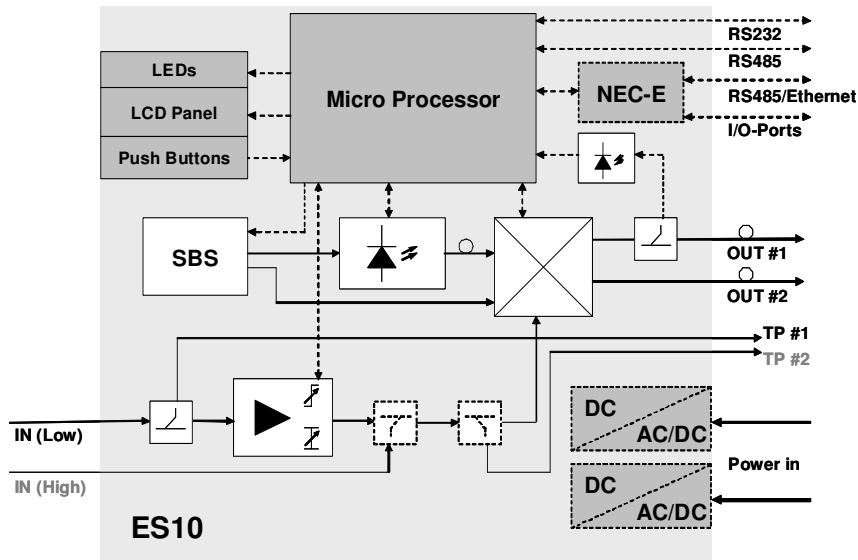 RS232
LEDs
RS485
LCD Panel
Micro Processor
NEC-E
RS485/Ethernet
I/O-Ports
Push Buttons
SBS
OUT #1
OUT #2
TP #1
TP #2
IN (Low)
DC
AC/DC
Power in
IN (High)
DC
AC/DC
ES10